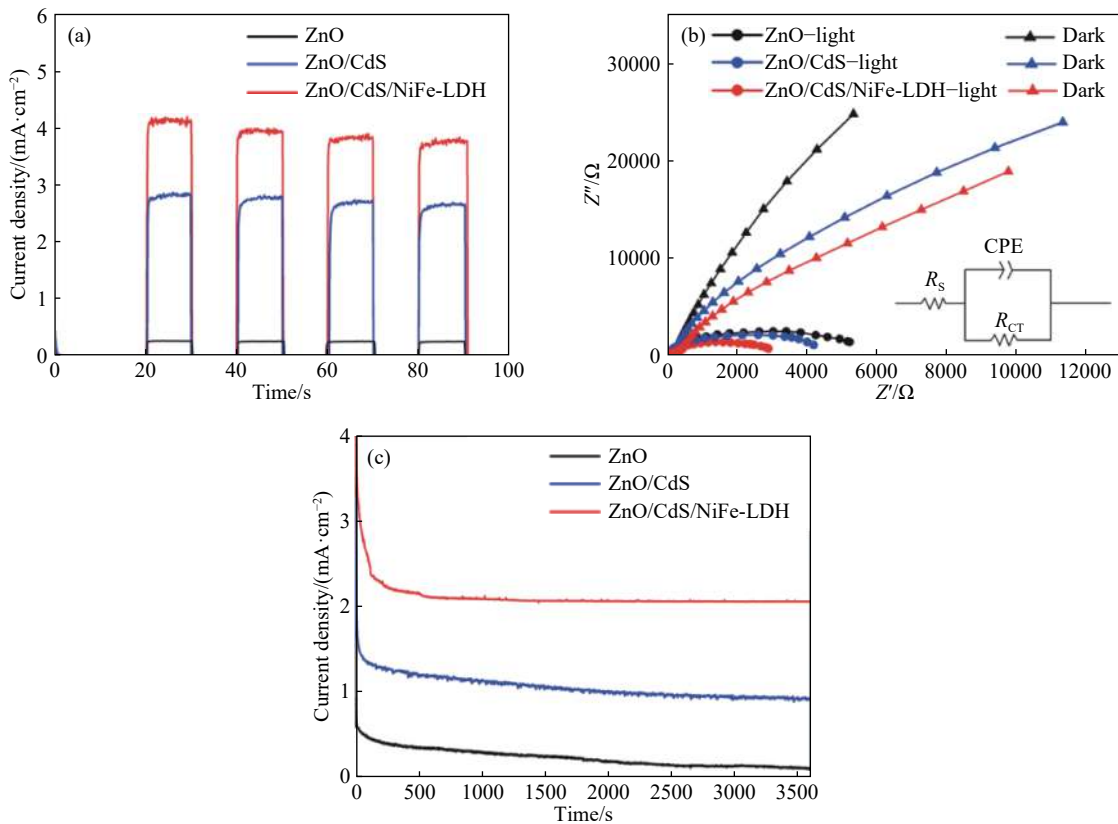 (a)
ZnO
ZnO/CdS
ZnO/CdS/NiFe-LDH
Current density/(mA·cm⁻²)
6
5
4
3
2
1
0
0 20 40 60 80 100
Time/s
(b)
ZnO−light Dark
ZnO/CdS−light Dark
ZnO/CdS/NiFe-LDH−light Dark
Z″/Ω
30000
20000
10000
0
CPE
R_S
R_CT
0 2000 4000 6000 8000 10000 12000
Z′/Ω
(c)
ZnO
ZnO/CdS
ZnO/CdS/NiFe-LDH
Current density/(mA·cm⁻²)
4
3
2
1
0
0 500 1000 1500 2000 2500 3000 3500
Time/s